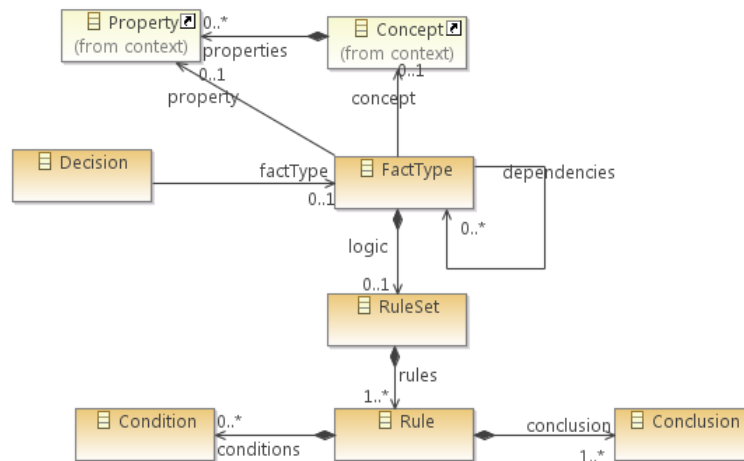 Property
(from context)
0..*
properties
Concept
(from context)
0..1
property
0..1
concept
Decision
factType
0..1
FactType
dependencies
0..*
logic
0..1
RuleSet
rules
1..*
Condition
0..*
conditions
Rule
conclusion
1..*
Conclusion